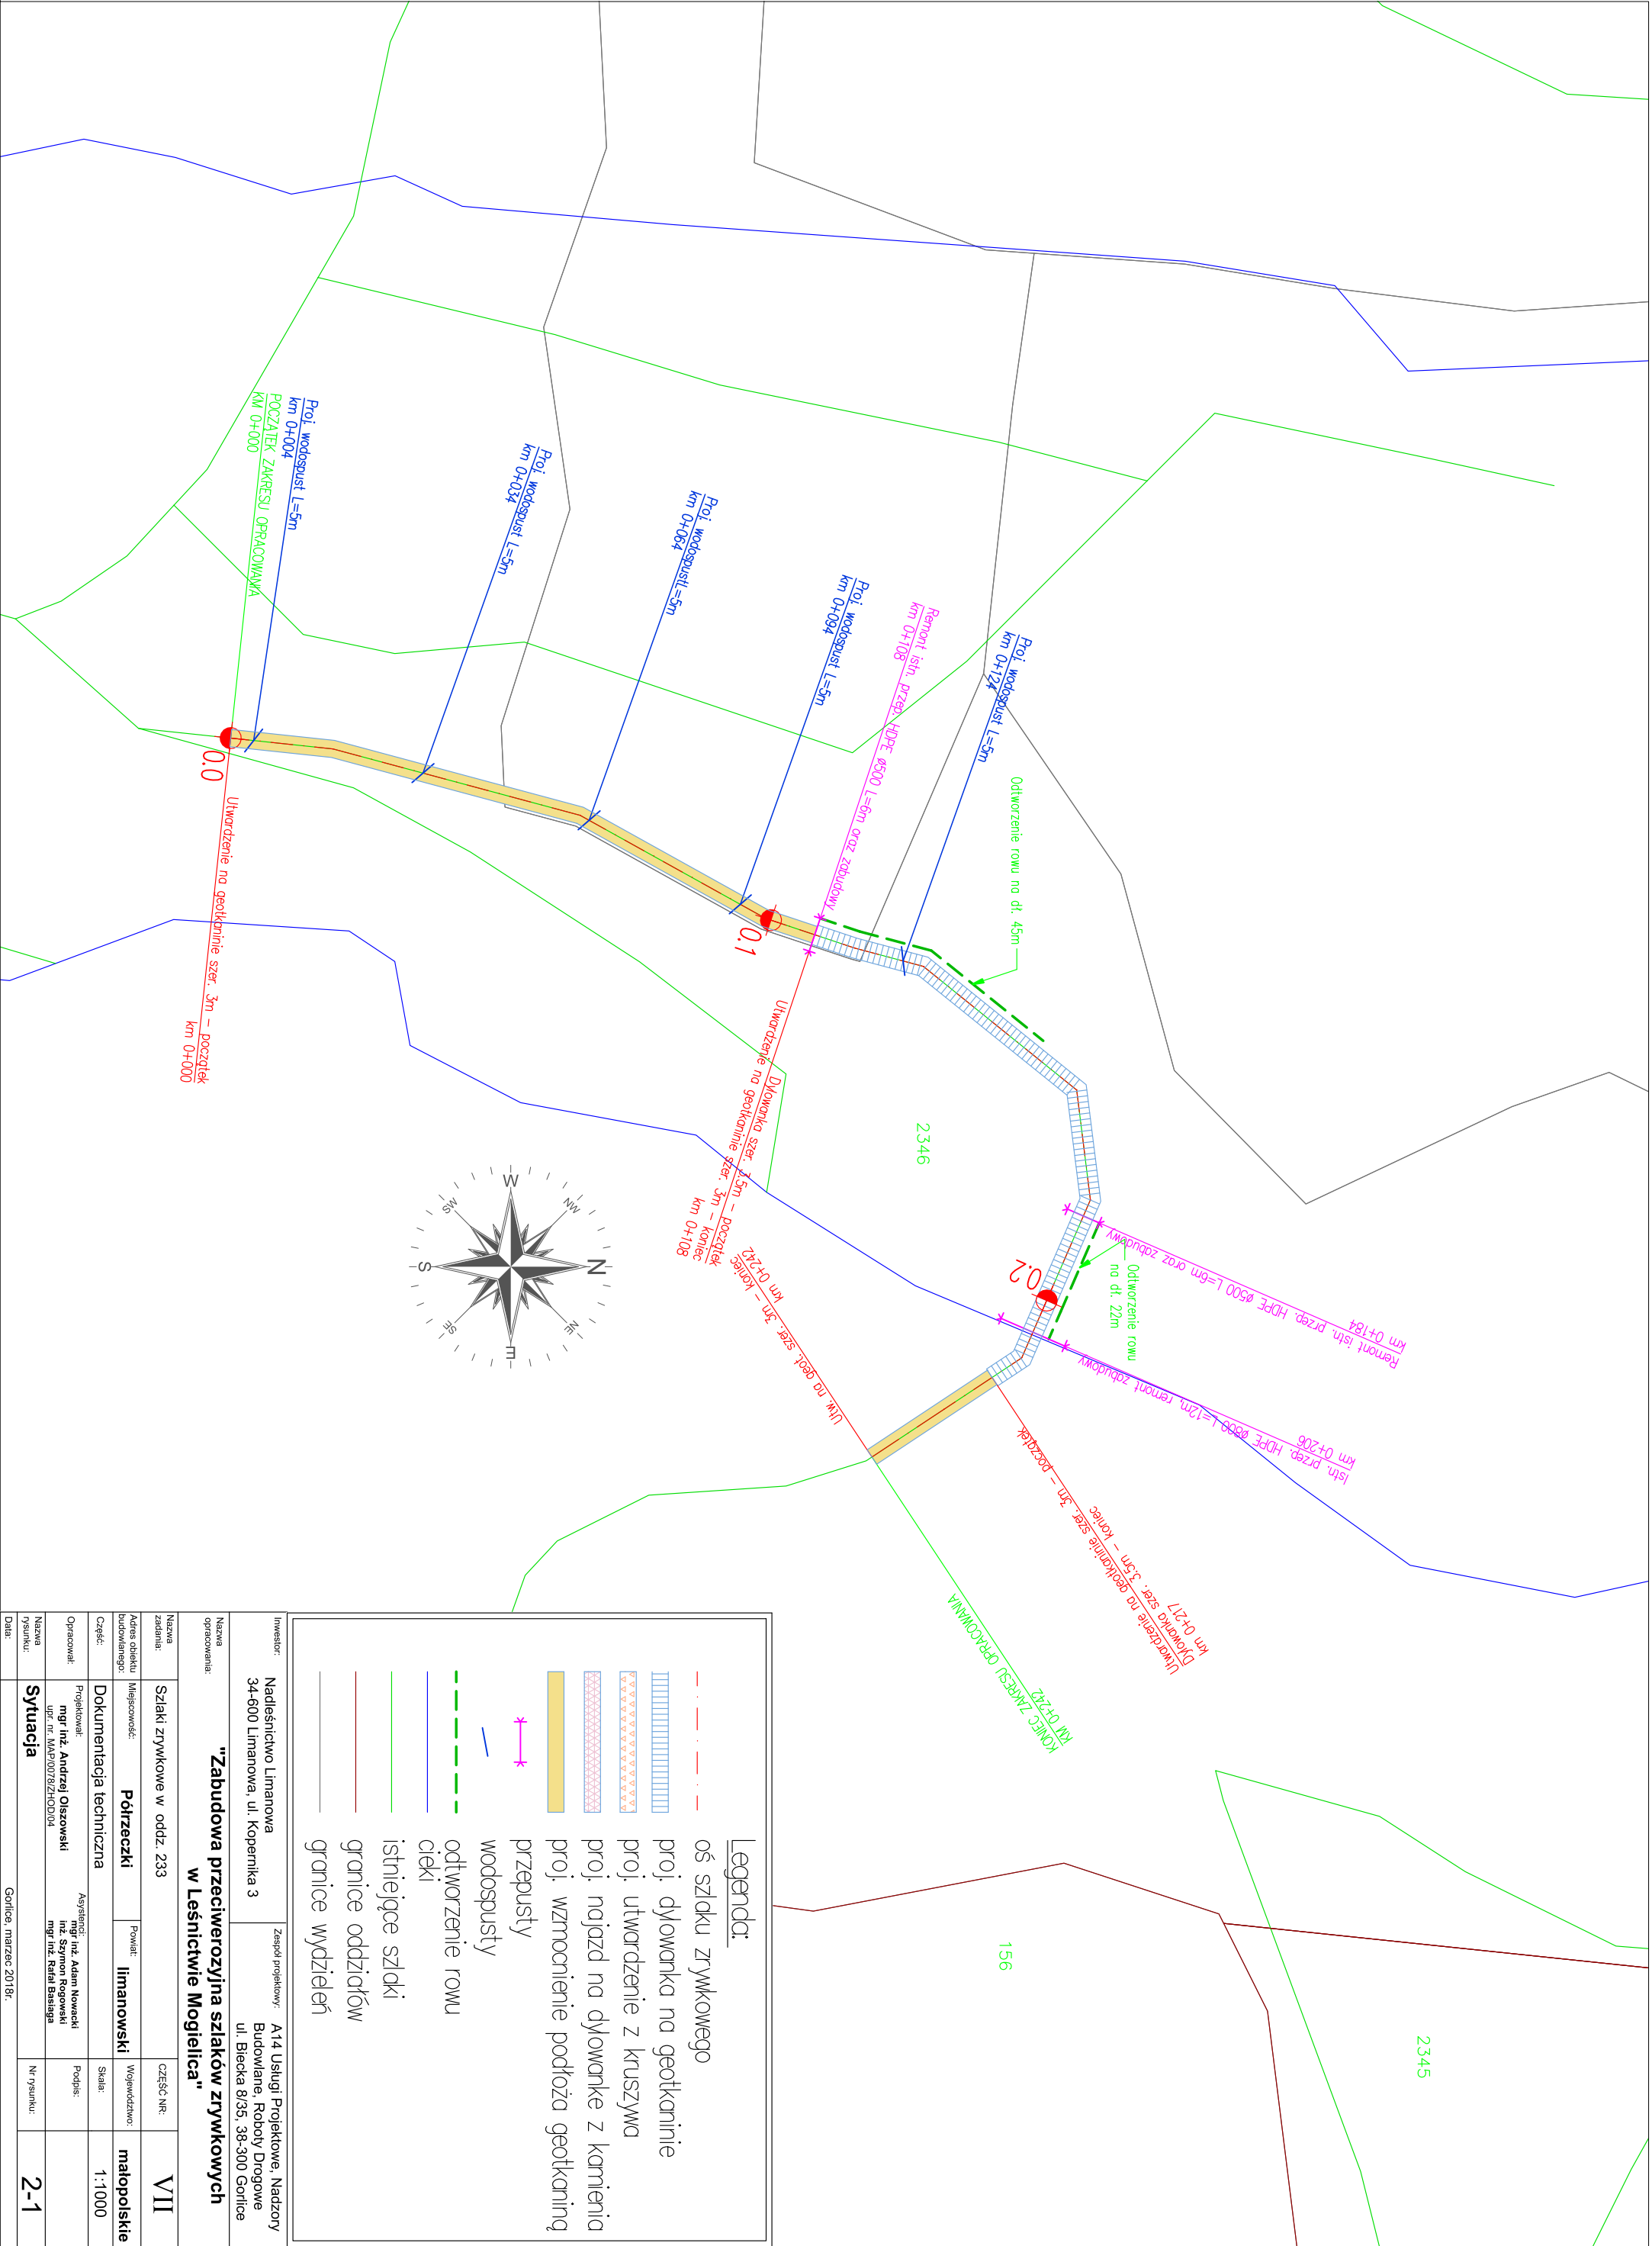 Proj. wodospust L=5m
km 0+004
POCZĄTEK ZAKRESU OPRACOWANIA
KM 0+000
Proj. wodospust L=5m
km 0+034
Proj. wodospustL=5m
km 0+064
Proj. wodospust L=5m
km 0+094
Remont istn. przep. HDPE ø500 L=6m oraz zabudowy
km 0+108
Proj. wodospust L=5m
km 0+124
Odtworzenie rowu na dł. 45m
0.0
Utwardzenie na geotkaninie szer. 3m – początek
km 0+000
0.1
Dylowanka szer. 3.5m – początek
Utwardzenie na geotkaninie szer. 3m – koniec
km 0+108
2346
0.2
Odtworzenie rowu
na dł. 22m
km 0+184
Remont istn. przep. HDPE ø500 L=6m oraz zabudowy
km 0+206
Istn. przep. HDPE ø800 L=12m, remont zabudowy
km 0+242
Utw. na geot. szer. 3m – koniec
km 0+217
Dylowanka szer. 3.5m – koniec
Utwardzenie na geotkaninie szer. 3m – początek
KM 0+242
KONIEC ZAKRESU OPRACOWANIA
N
NE
E
SE
S
SW
W
NW
156
2345
Legenda:
oś szlaku zrywkowego
proj. dylowanka na geotkaninie
proj. utwardzenie z kruszywa
proj. najazd na dylowanke z kamienia
proj. wzmocnienie podłoża geotkaniną
przepusty
wodospusty
odtworzenie rowu
cieki
istniejące szlaki
granice oddziałów
granice wydzieleń
Inwestor:
Nadleśnictwo Limanowa
34-600 Limanowa, ul. Kopernika 3
Zespół projektowy:
A14 Usługi Projektowe, Nadzory
Budowlane, Roboty Drogowe
ul. Biecka 8/35, 38-300 Gorlice
Nazwa
opracowania:
"Zabudowa przeciwerozyjna szlaków zrywkowych
w Leśnictwie Mogielica"
Nazwa
zadania:
Szlaki zrywkowe w oddz. 233
CZĘŚĆ NR:
VII
Adres obiektu
budowlanego:
Miejscowość:
Półrzeczki
Powiat:
limanowski
Województwo:
małopolskie
Część:
Dokumentacja techniczna
Skala:
1:1000
Opracował:
Projektował:
mgr inż. Andrzej Olszowski
upr. nr. MAP/0078/ZHOD/04
Asystenci:
mgr inż. Adam Nowacki
inż. Szymon Rogowski
mgr inż. Rafał Basiaga
Podpis:
Nazwa
rysunku:
Sytuacja
Nr rysunku:
2-1
Data:
Gorlice, marzec 2018r.